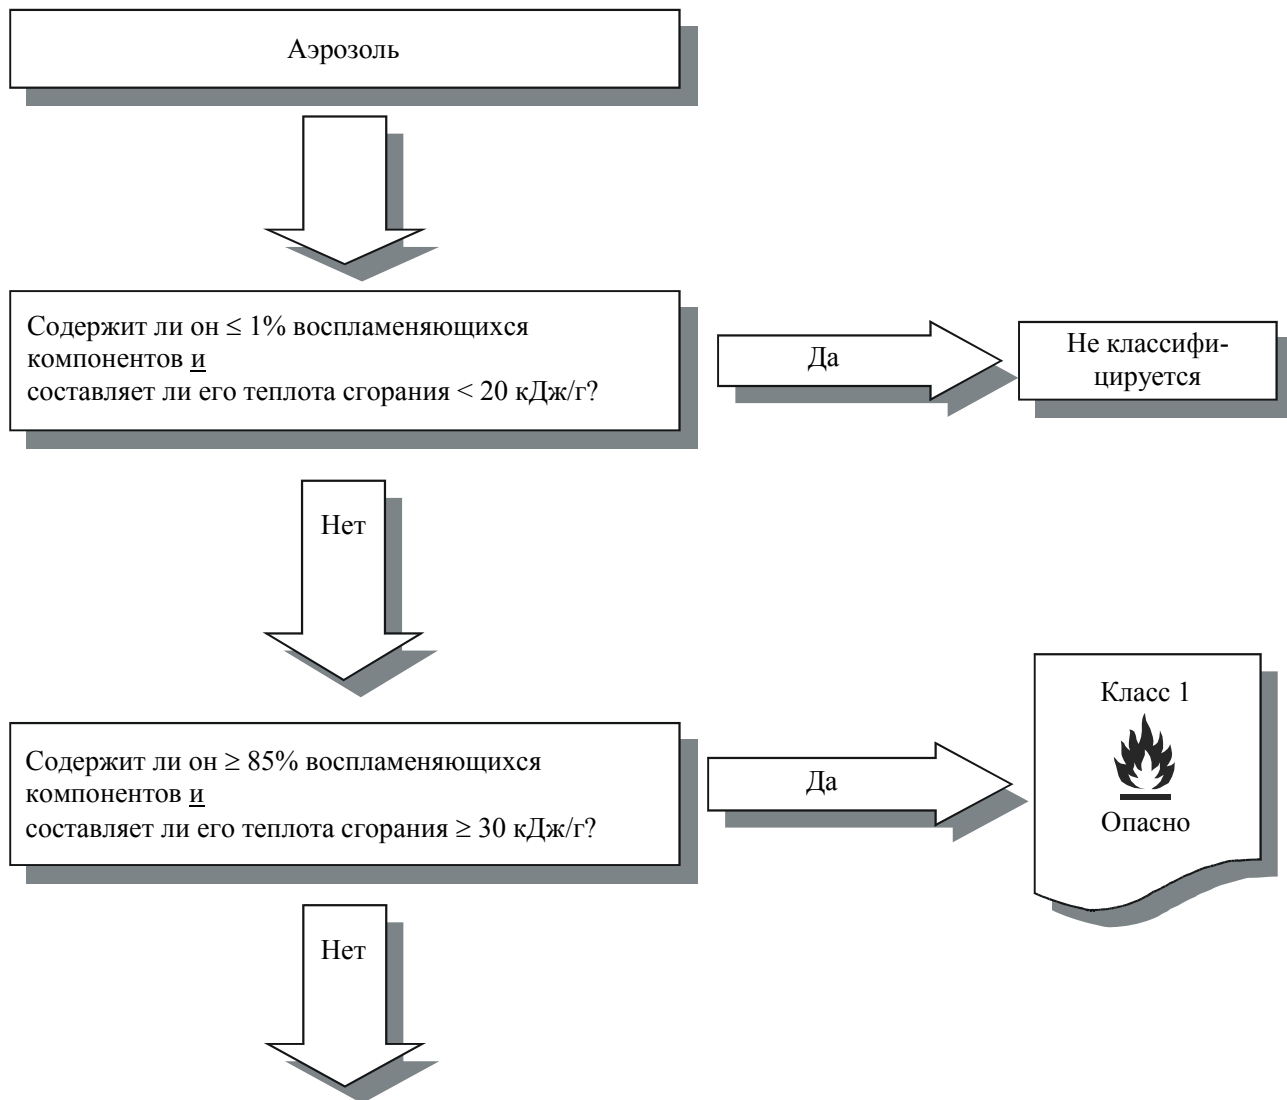 Аэрозоль
Содержит ли он ≤ 1% воспламеняющихся
компонентов и
составляет ли его теплота сгорания < 20 кДж/г?
Да
Не классифи-
цируется
Нет
Содержит ли он ≥ 85% воспламеняющихся
компонентов и
составляет ли его теплота сгорания ≥ 30 кДж/г?
Да
Класс 1
Опасно
Нет